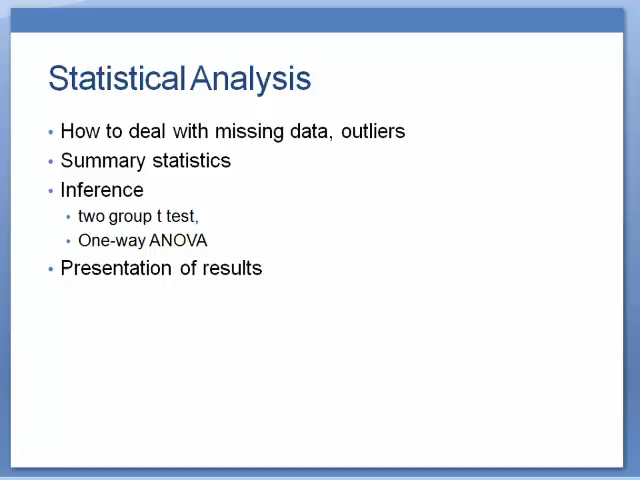 Statistical Analysis
• How to deal with missing data, outliers
• Summary statistics
• Inference
• two group t test,
• One-way ANOVA
• Presentation of results